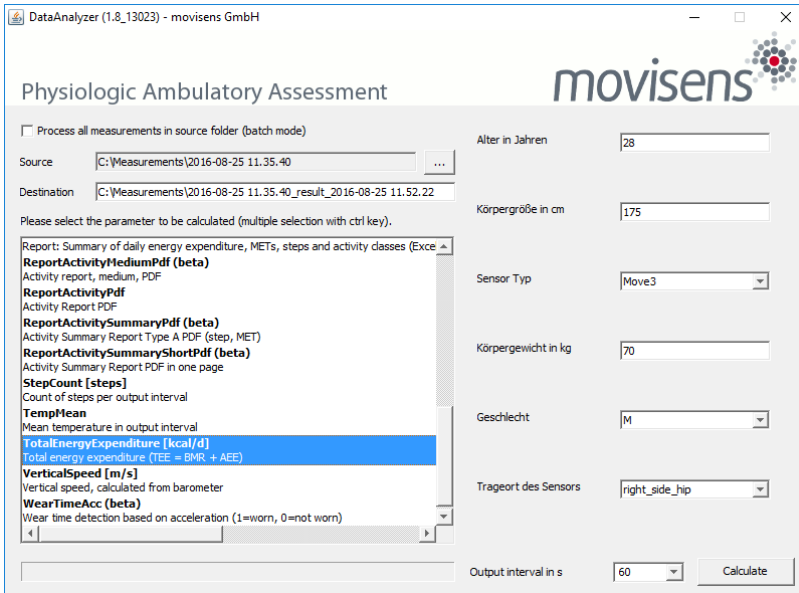 DataAnalyzer (1.8_13023) - movisens GmbH
movisens
Physiologic Ambulatory Assessment
Process all measurements in source folder (batch mode)
Source
C:\Measurements\2016-08-25 11.35.40
...
Destination
C:\Measurements\2016-08-25 11.35.40_result_2016-08-25 11.52.22
Please select the parameter to be calculated (multiple selection with ctrl key).
Report: Summary of daily energy expenditure, METs, steps and activity classes (Exce
ReportActivityMediumPdf (beta)
Activity report, medium, PDF
ReportActivityPdf
Activity Report PDF
ReportActivitySummaryPdf (beta)
Activity Summary Report Type A PDF (step, MET)
ReportActivitySummaryShortPdf (beta)
Activity Summary Report PDF in one page
StepCount [steps]
Count of steps per output interval
TempMean
Mean temperature in output interval
TotalEnergyExpenditure [kcal/d]
Total energy expenditure (TEE = BMR + AEE)
VerticalSpeed [m/s]
Vertical speed, calculated from barometer
WearTimeAcc (beta)
Wear time detection based on acceleration (1=worn, 0=not worn)
Alter in Jahren
28
Körpergröße in cm
175
Sensor Typ
Move3
Körpergewicht in kg
70
Geschlecht
M
Trageort des Sensors
right_side_hip
Output interval in s
60
Calculate